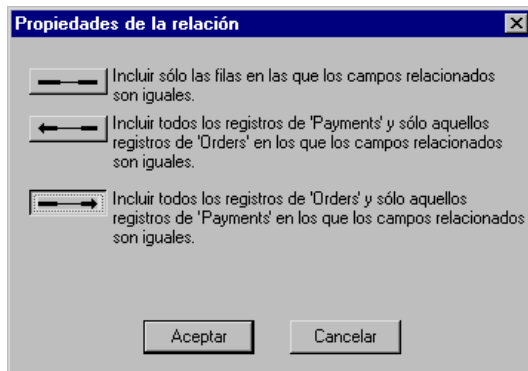 Propiedades de la relación
Incluir sólo las filas en las que los campos relacionados
son iguales.
Incluir todos los registros de 'Payments' y sólo aquellos
registros de 'Orders' en los que los campos relacionados
son iguales.
Incluir todos los registros de 'Orders' y sólo aquellos
registros de 'Payments' en los que los campos relacionados
son iguales.
Aceptar
Cancelar